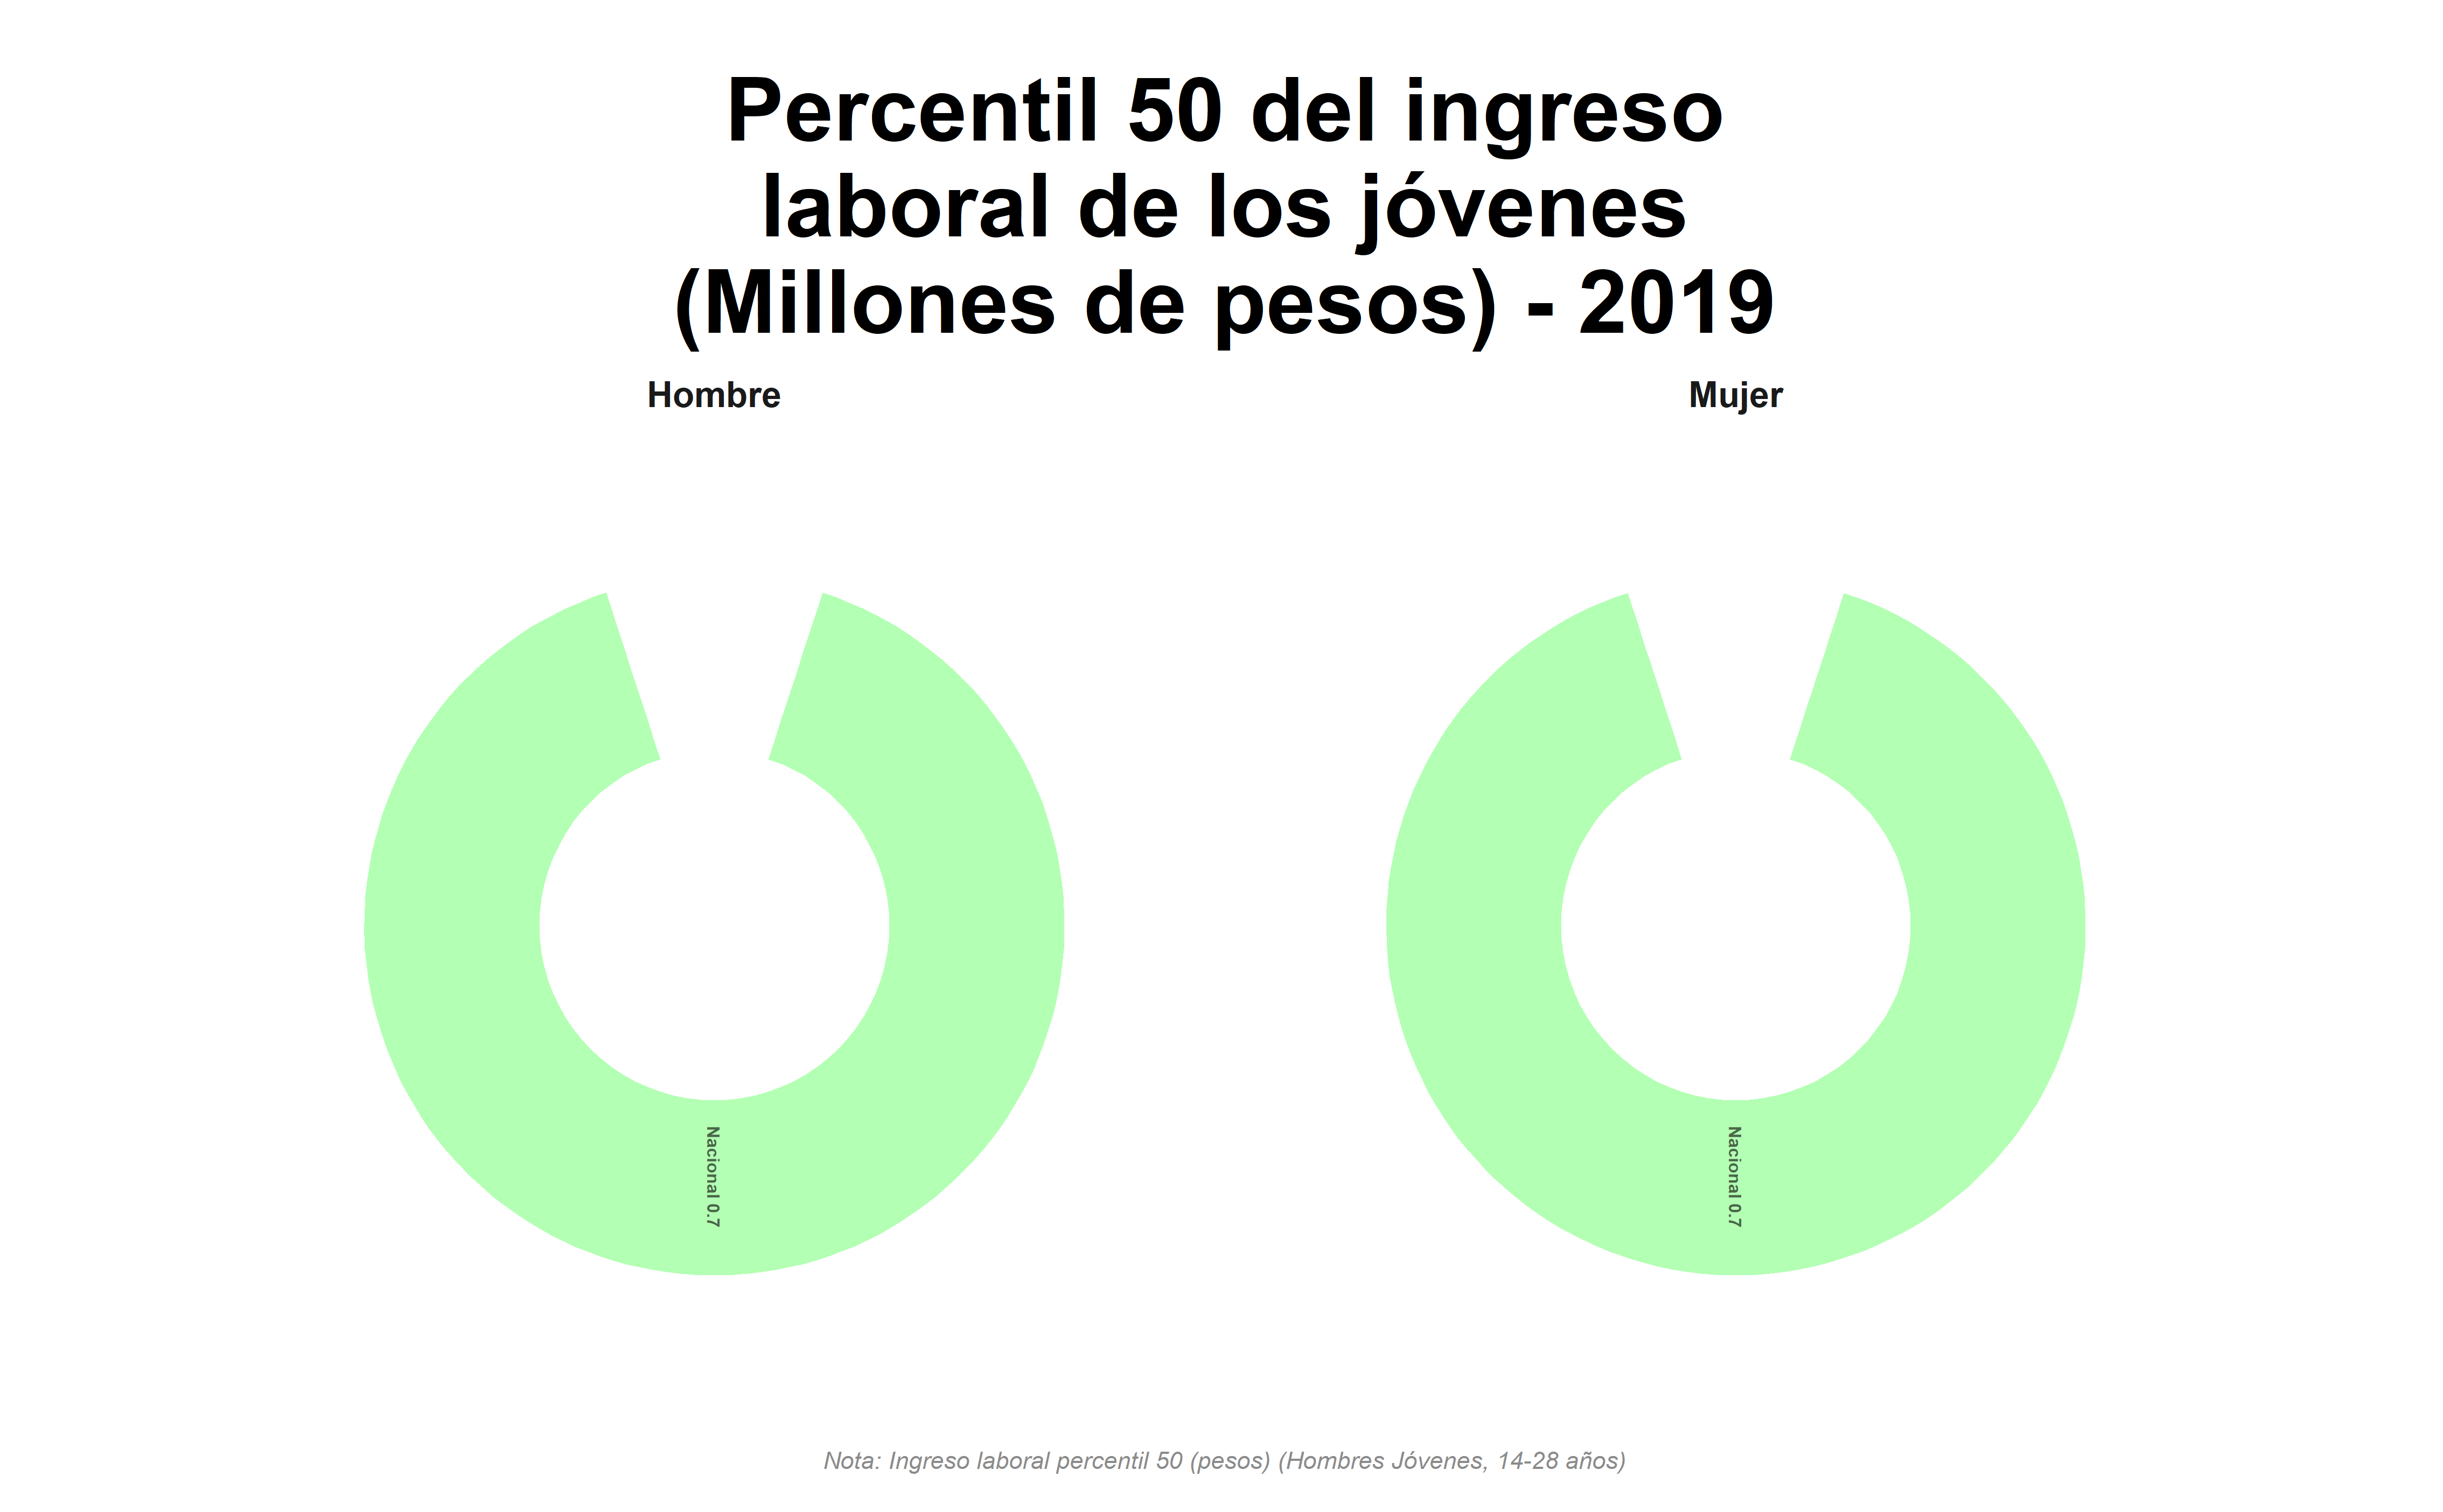 Percentil 50 del ingreso
laboral de los jóvenes
(Millones de pesos) - 2019
Hombre
Mujer
Nacional 0.7
Nacional 0.7
Nota: Ingreso laboral percentil 50 (pesos) (Hombres Jóvenes, 14-28 años)